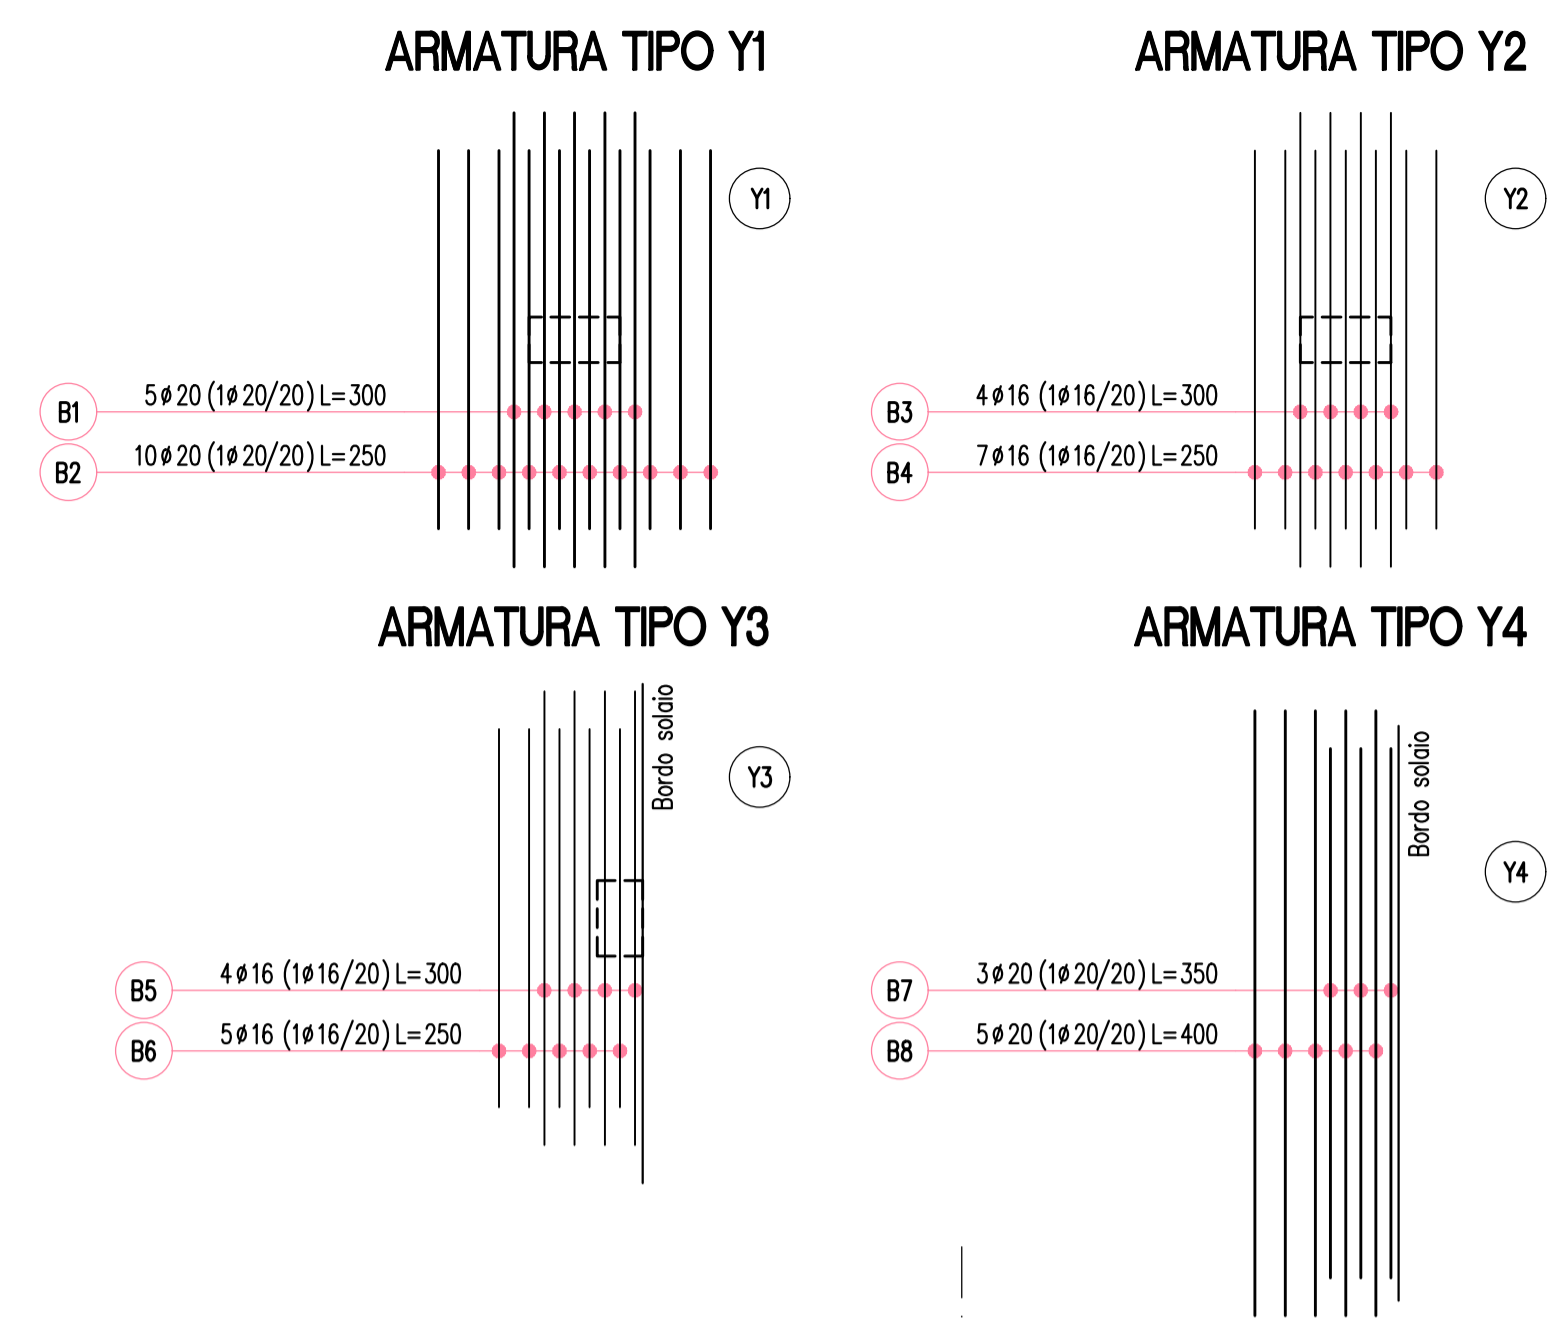 ARMATURA TIPO Y1
Y1
B1 5ø20 (1ø20/20) L=300
B2 10ø20 (1ø20/20) L=250
ARMATURA TIPO Y2
Y2
B3 4ø16 (1ø16/20) L=300
B4 7ø16 (1ø16/20) L=250
ARMATURA TIPO Y3
Bordo solaio
Y3
B5 4ø16 (1ø16/20) L=300
B6 5ø16 (1ø16/20) L=250
ARMATURA TIPO Y4
Bordo solaio
Y4
B7 3ø20 (1ø20/20) L=350
B8 5ø20 (1ø20/20) L=400